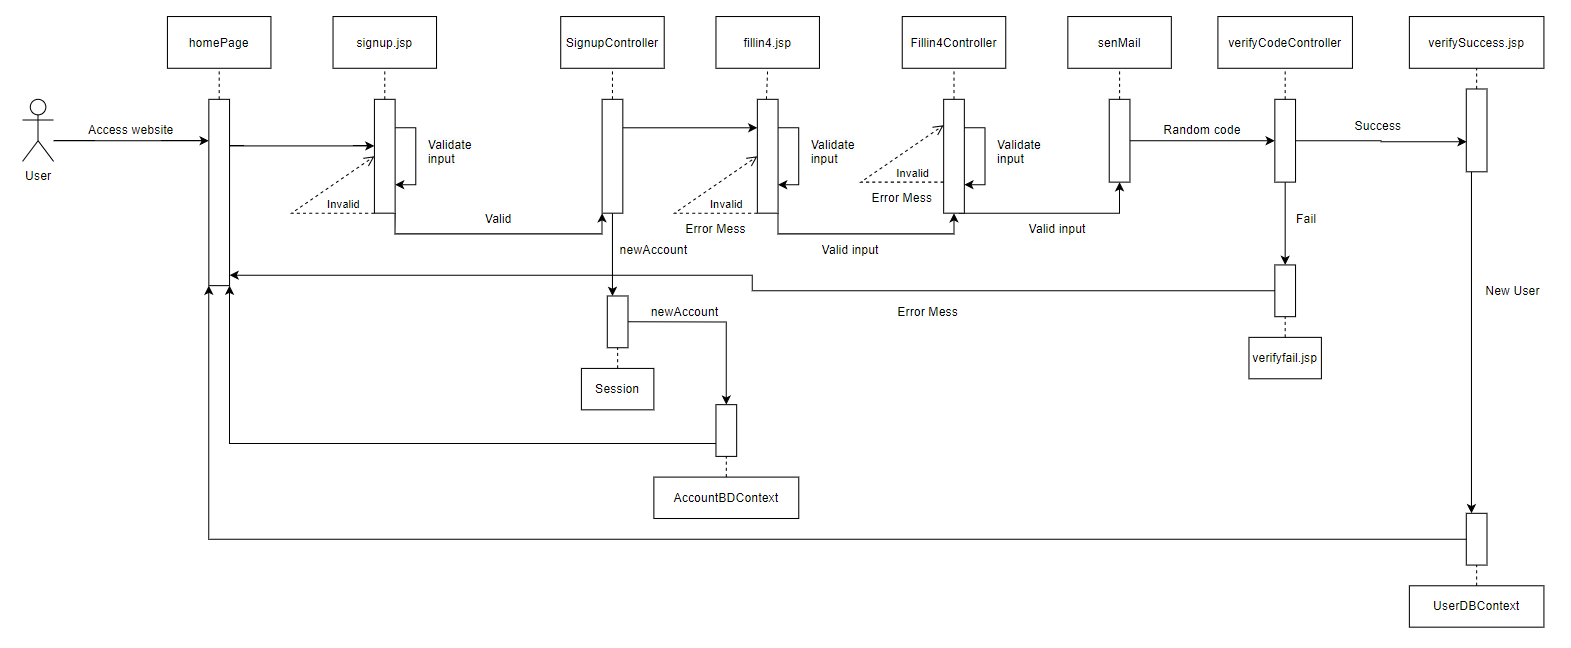 homePage
signup.jsp
SignupController
fillin4.jsp
Fillin4Controller
senMail
verifyCodeController
verifySuccess.jsp
Access website
User
Validate
input
Invalid
Valid
newAccount
Validate
input
Invalid
Error Mess
Valid input
Validate
input
Invalid
Error Mess
Valid input
Random code
Success
Fail
New User
Error Mess
newAccount
verifyfail.jsp
Session
AccountBDContext
UserDBContext